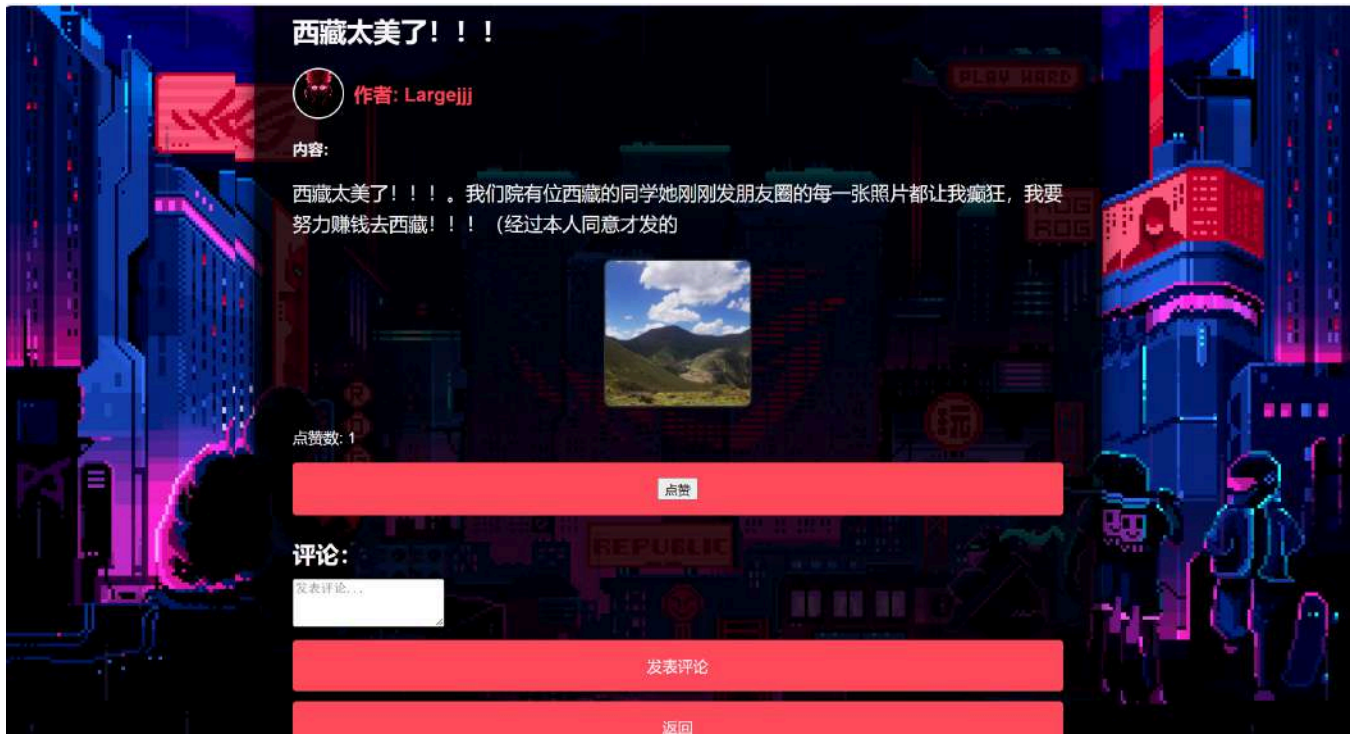 西藏太美了！！！
PLAY HARD
作者: Largejjj
内容:
西藏太美了！！！。我们院有位西藏的同学她刚刚发朋友圈的每一张照片都让我癫狂，我要
努力赚钱去西藏！！！（经过本人同意才发的
ROG
ROG
玩
点赞数: 1
点赞
REPUBLIC
评论：
发表评论...
发表评论
返回